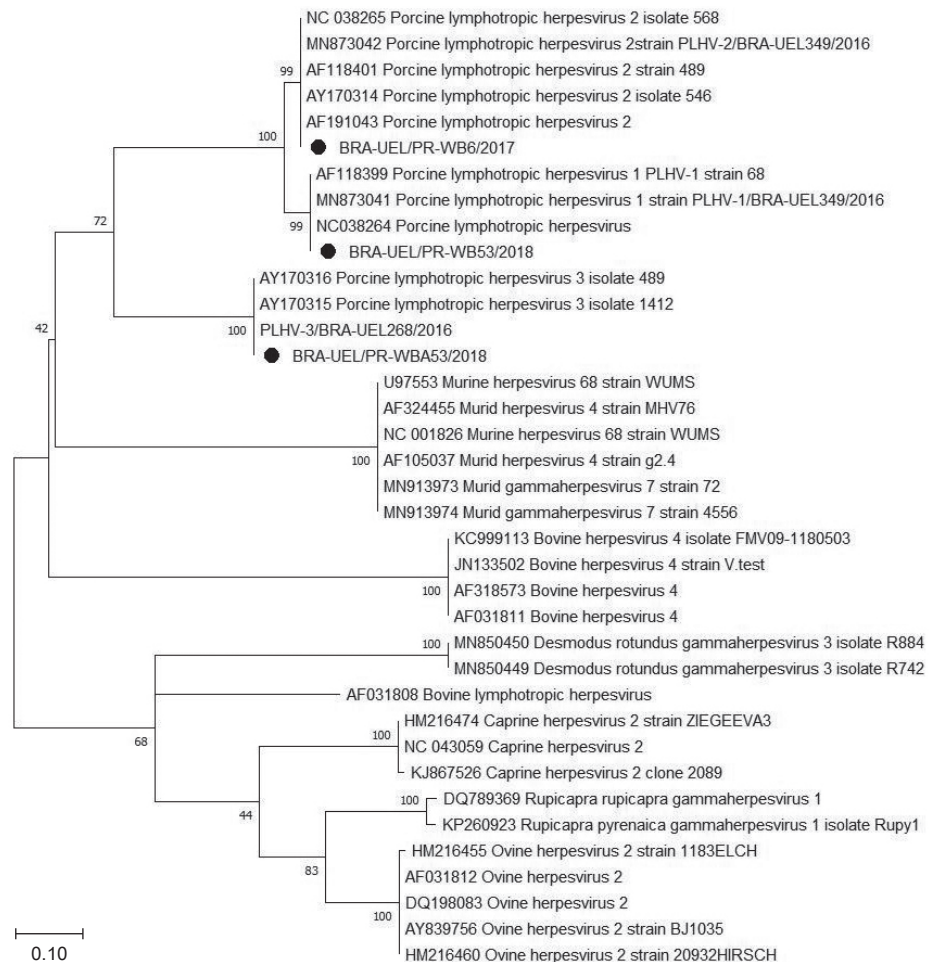 NC 038265 Porcine lymphotropic herpesvirus 2 isolate 568
MN873042 Porcine lymphotropic herpesvirus 2strain PLHV-2/BRA-UEL349/2016
99
AF118401 Porcine lymphotropic herpesvirus 2 strain 489
AY170314 Porcine lymphotropic herpesvirus 2 isolate 546
AF191043 Porcine lymphotropic herpesvirus 2
100
BRA-UEL/PR-WB6/2017
AF118399 Porcine lymphotropic herpesvirus 1 PLHV-1 strain 68
MN873041 Porcine lymphotropic herpesvirus 1 strain PLHV-1/BRA-UEL349/2016
72
99
NC038264 Porcine lymphotropic herpesvirus
BRA-UEL/PR-WB53/2018
AY170316 Porcine lymphotropic herpesvirus 3 isolate 489
AY170315 Porcine lymphotropic herpesvirus 3 isolate 1412
42
100
PLHV-3/BRA-UEL268/2016
BRA-UEL/PR-WBA53/2018
U97553 Murine herpesvirus 68 strain WUMS
AF324455 Murid herpesvirus 4 strain MHV76
NC 001826 Murine herpesvirus 68 strain WUMS
100
AF105037 Murid herpesvirus 4 strain g2.4
MN913973 Murid gammaherpesvirus 7 strain 72
MN913974 Murid gammaherpesvirus 7 strain 4556
KC999113 Bovine herpesvirus 4 isolate FMV09-1180503
JN133502 Bovine herpesvirus 4 strain V.test
100
AF318573 Bovine herpesvirus 4
AF031811 Bovine herpesvirus 4
100
MN850450 Desmodus rotundus gammaherpesvirus 3 isolate R884
MN850449 Desmodus rotundus gammaherpesvirus 3 isolate R742
AF031808 Bovine lymphotropic herpesvirus
HM216474 Caprine herpesvirus 2 strain ZIEGEEVA3
68
100
NC 043059 Caprine herpesvirus 2
KJ867526 Caprine herpesvirus 2 clone 2089
100
DQ789369 Rupicapra rupicapra gammaherpesvirus 1
44
KP260923 Rupicapra pyrenaica gammaherpesvirus 1 isolate Rupy1
HM216455 Ovine herpesvirus 2 strain 1183ELCH
83
AF031812 Ovine herpesvirus 2
DQ198083 Ovine herpesvirus 2
100
AY839756 Ovine herpesvirus 2 strain BJ1035
0.10
HM216460 Ovine herpesvirus 2 strain 20932HIRSCH